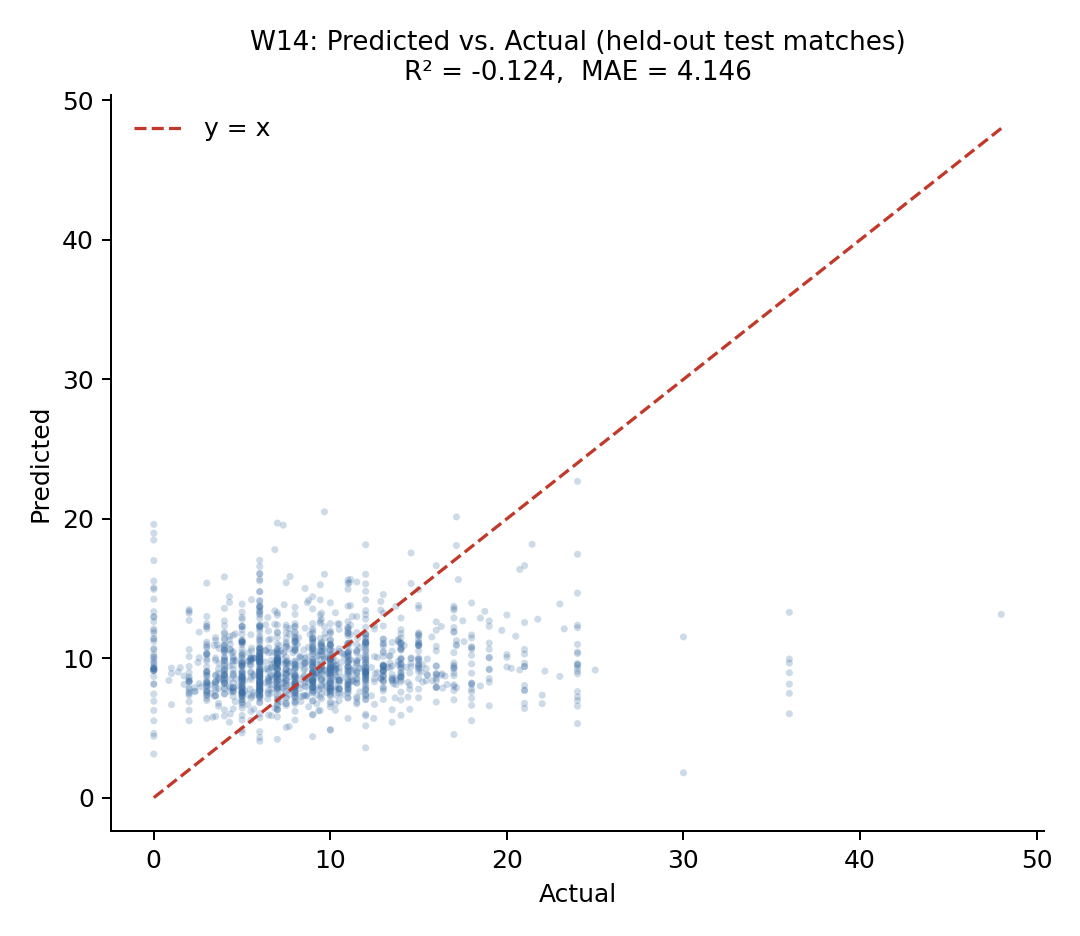 W14: Predicted vs. Actual (held-out test matches)
R² = -0.124,  MAE = 4.146
y = x
50
40
30
20
10
0
Predicted
0 10 20 30 40 50
Actual